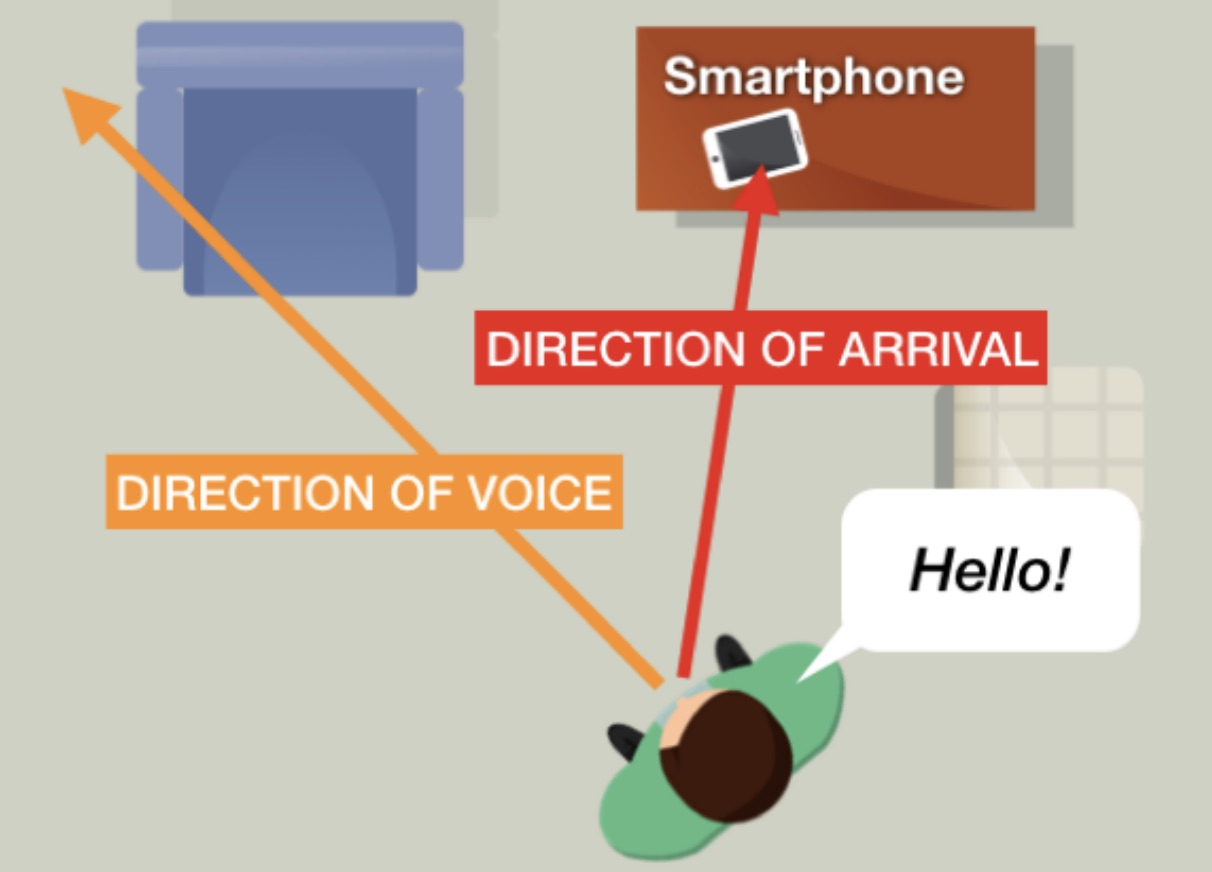 Smartphone
DIRECTION OF ARRIVAL
DIRECTION OF VOICE
Hello!